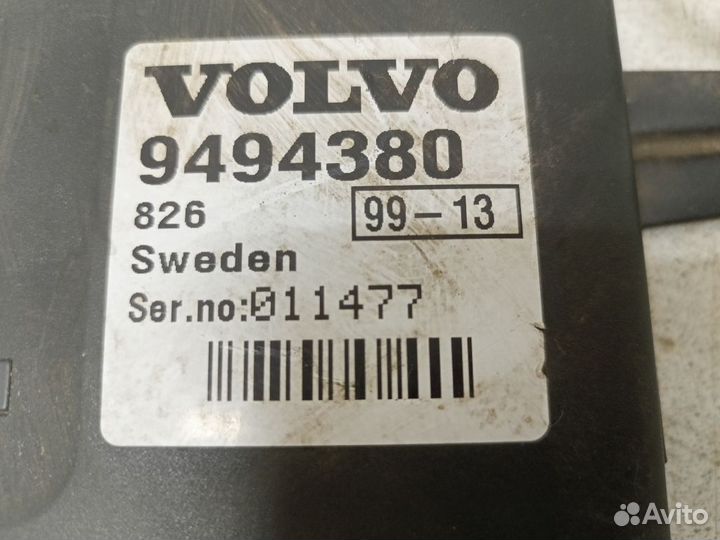 VOLVO
9494380
826 99-13
Sweden
Ser.no:011477
Avito